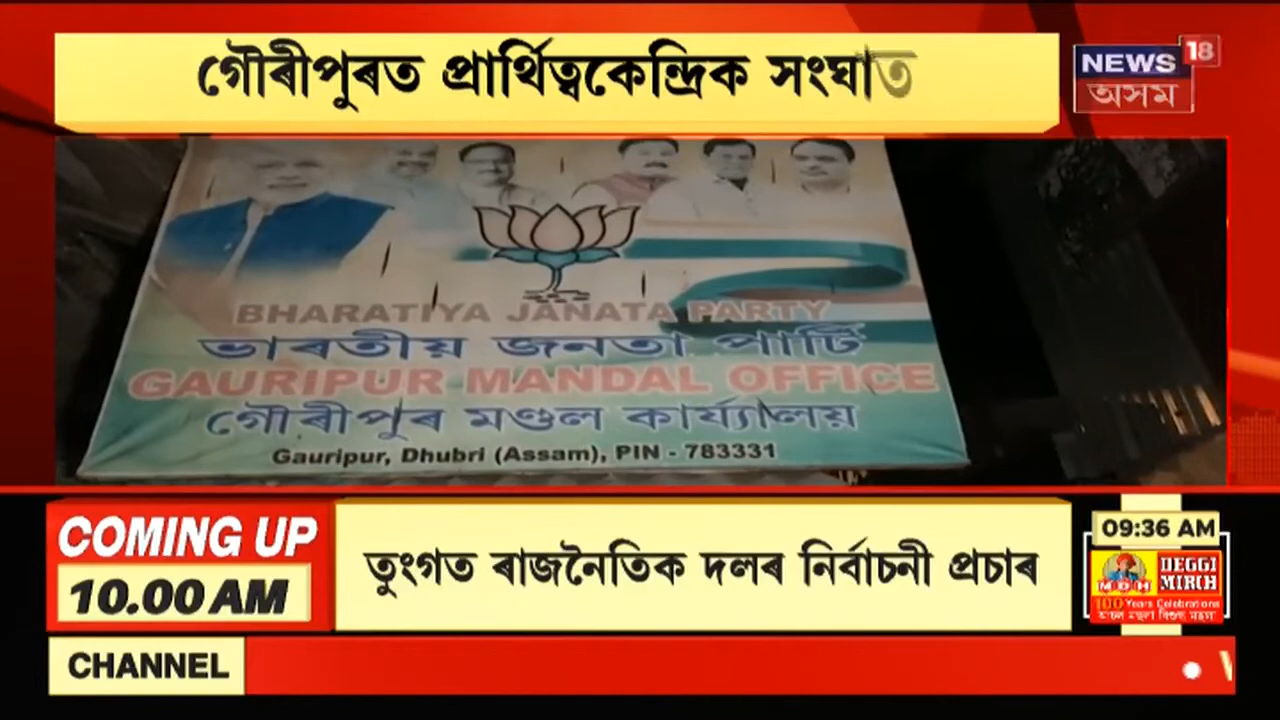 গৌৰীপুৰত প্ৰাৰ্থিত্বকেন্দ্ৰিক সংঘাত
NEWS 18
অসম
BHARATIYA JANATA PARTY
ভাৰতীয় জনতা পাৰ্টি
GAURIPUR MANDAL OFFICE
গৌৰীপুৰ মণ্ডল কাৰ্য্যালয়
Gauripur, Dhubri (Assam), PIN - 783331
COMING UP
10.00 AM
তুংগত ৰাজনৈতিক দলৰ নিৰ্বাচনী প্ৰচাৰ
09:36 AM
MDH
DEGGI
MIRCH
100 Years Celebrations
CHANNEL